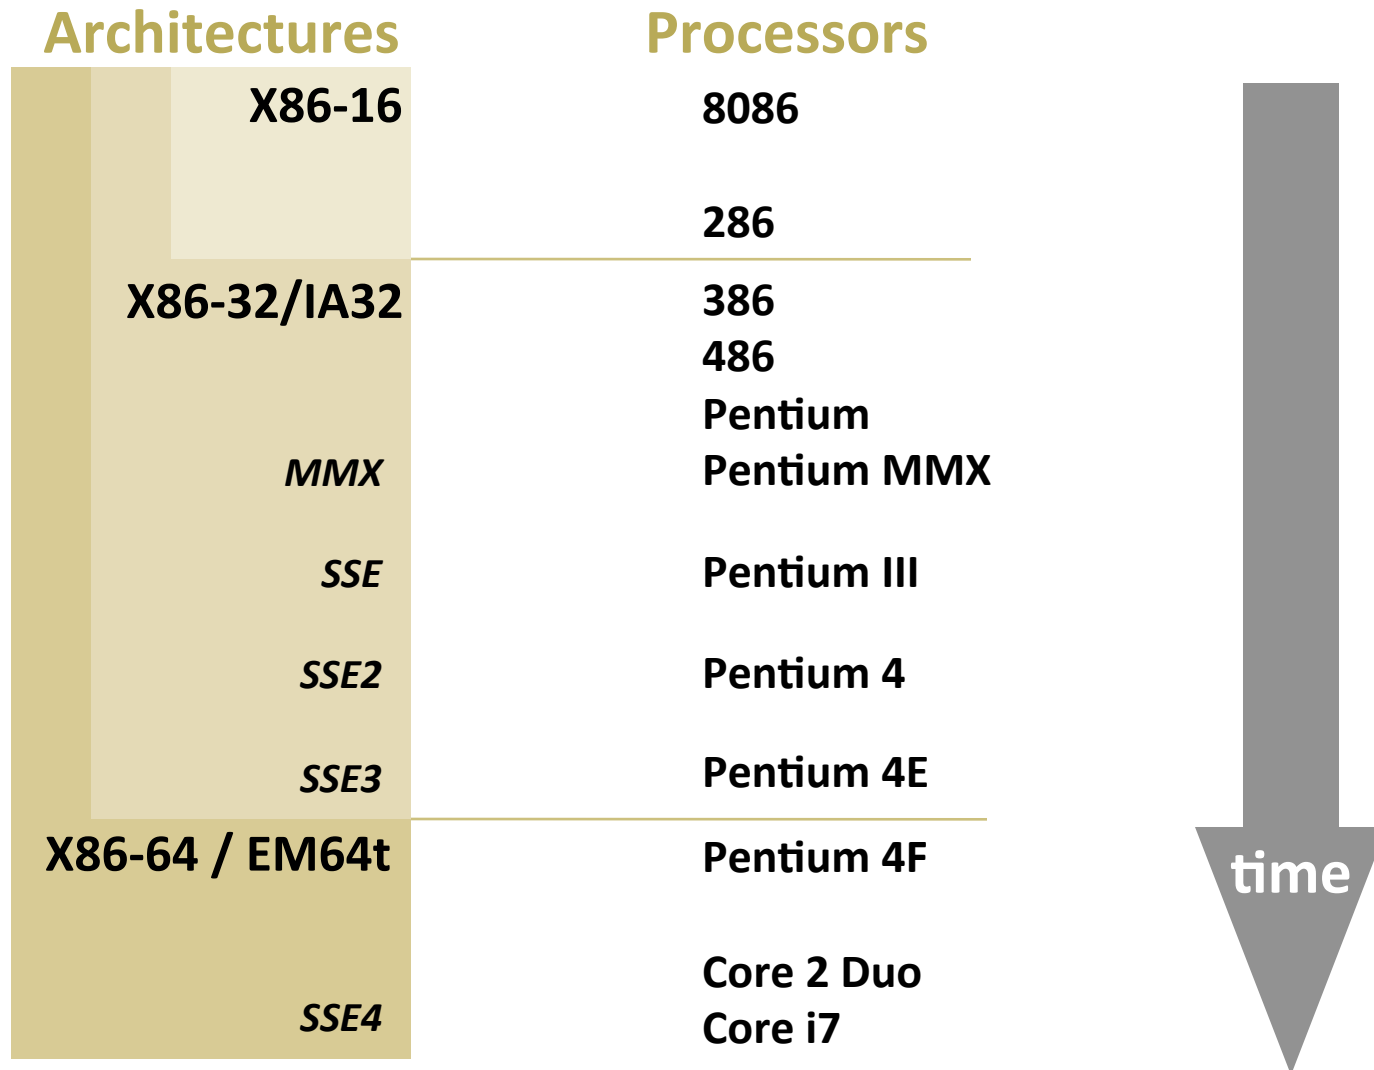 Architectures Processors
X86-16 8086
286
X86-32/IA32 386
486
Pentium
MMX Pentium MMX
SSE Pentium III
SSE2 Pentium 4
SSE3 Pentium 4E
X86-64 / EM64t Pentium 4F
time
Core 2 Duo
SSE4 Core i7